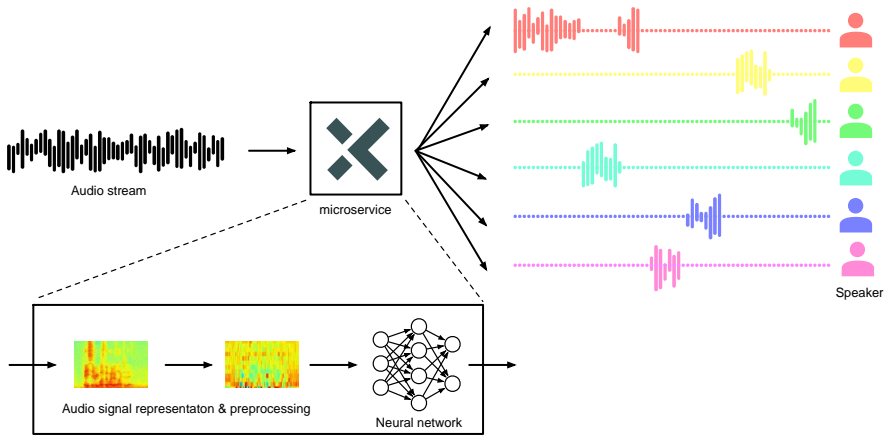 Audio stream
microservice
Speaker
Audio signal representaton & preprocessing
Neural network